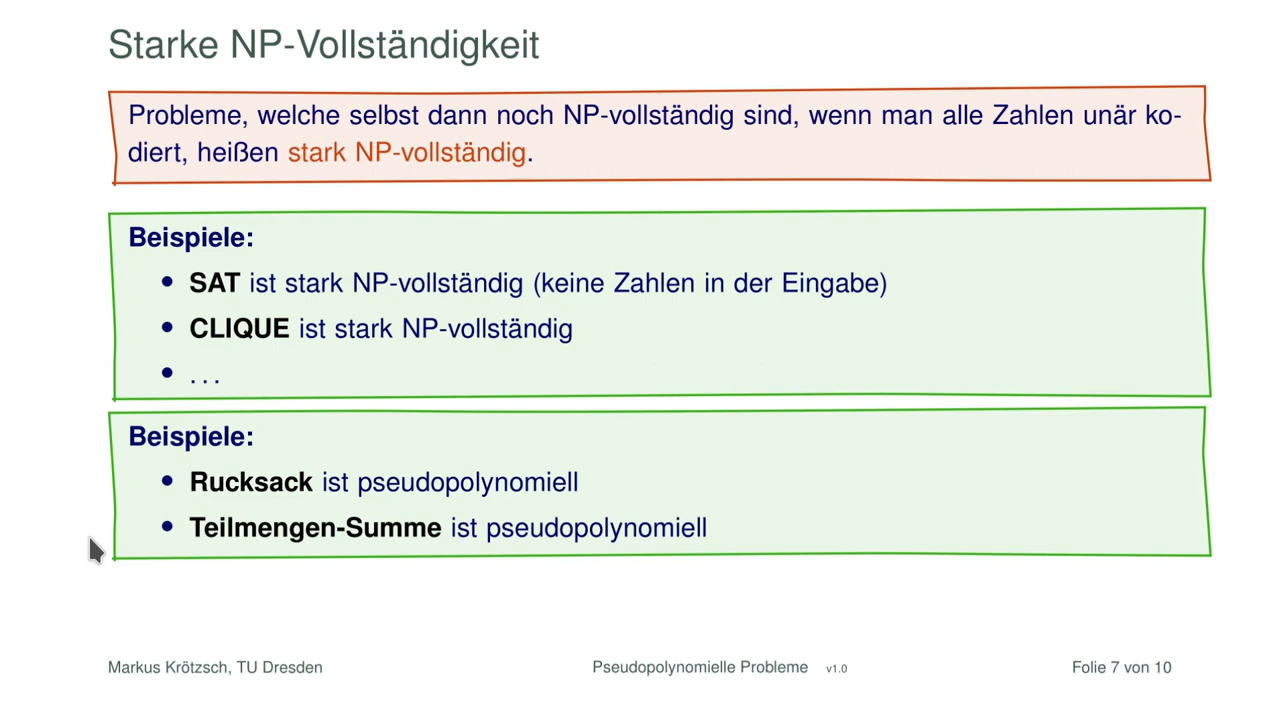 Starke NP-Vollständigkeit
Probleme, welche selbst dann noch NP-vollständig sind, wenn man alle Zahlen unär ko-
diert, heißen stark NP-vollständig.
Beispiele:
• SAT ist stark NP-vollständig (keine Zahlen in der Eingabe)
• CLIQUE ist stark NP-vollständig
• . . .
Beispiele:
• Rucksack ist pseudopolynomiell
• Teilmengen-Summe ist pseudopolynomiell
Markus Krötzsch, TU Dresden Pseudopolynomielle Probleme v1.0 Folie 7 von 10